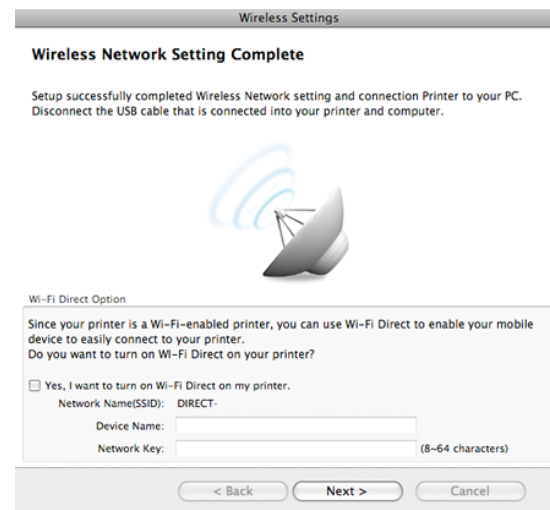 Wireless Settings
Wireless Network Setting Complete
Setup successfully completed Wireless Network setting and connection Printer to your PC.
Disconnect the USB cable that is connected into your printer and computer.
Wi-Fi Direct Option
Since your printer is a Wi-Fi-enabled printer, you can use Wi-Fi Direct to enable your mobile
device to easily connect to your printer.
Do you want to turn on WI-Fi Direct on your printer?
Yes, I want to turn on Wi-Fi Direct on my printer.
Network Name(SSID): DIRECT-
Device Name:
Network Key: (8~64 characters)
< Back Next > Cancel